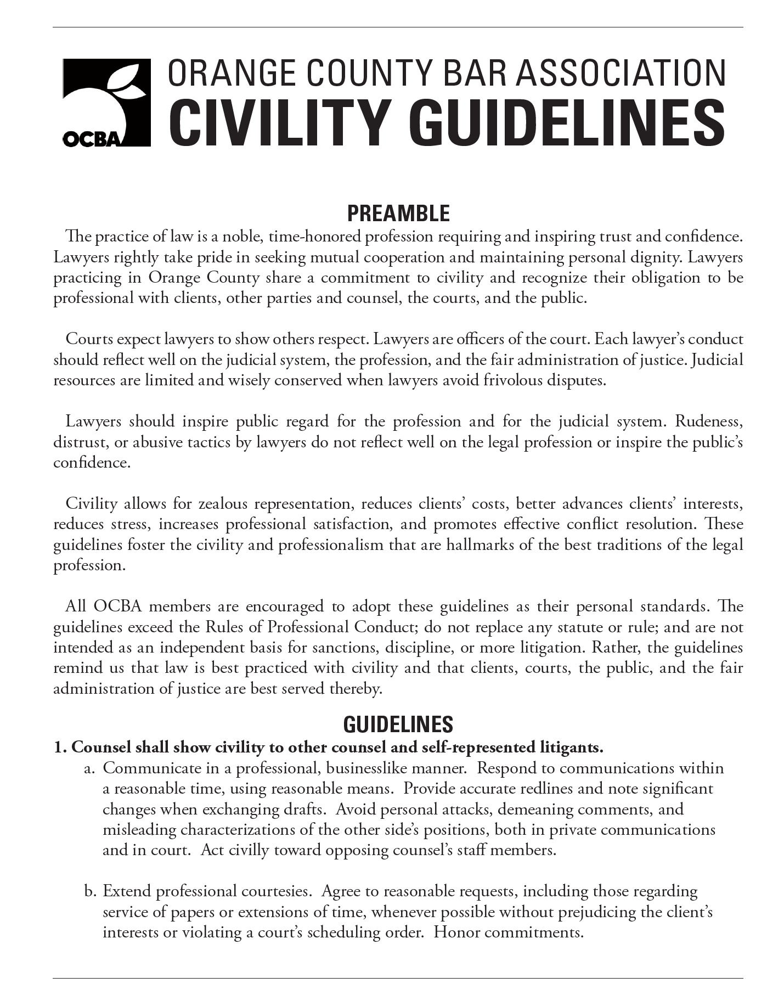 ORANGE COUNTY BAR ASSOCIATION
CIVILITY GUIDELINES
OCBA
PREAMBLE
The practice of law is a noble, time-honored profession requiring and inspiring trust and confidence.
Lawyers rightly take pride in seeking mutual cooperation and maintaining personal dignity. Lawyers
practicing in Orange County share a commitment to civility and recognize their obligation to be
professional with clients, other parties and counsel, the courts, and the public.
Courts expect lawyers to show others respect. Lawyers are officers of the court. Each lawyer's conduct
should reflect well on the judicial system, the profession, and the fair administration of justice. Judicial
resources are limited and wisely conserved when lawyers avoid frivolous disputes.
Lawyers should inspire public regard for the profession and for the judicial system. Rudeness,
distrust, or abusive tactics by lawyers do not reflect well on the legal profession or inspire the public's
confidence.
Civility allows for zealous representation, reduces clients' costs, better advances clients' interests,
reduces stress, increases professional satisfaction, and promotes effective conflict resolution. These
guidelines foster the civility and professionalism that are hallmarks of the best traditions of the legal
profession.
All OCBA members are encouraged to adopt these guidelines as their personal standards. The
guidelines exceed the Rules of Professional Conduct; do not replace any statute or rule; and are not
intended as an independent basis for sanctions, discipline, or more litigation. Rather, the guidelines
remind us that law is best practiced with civility and that clients, courts, the public, and the fair
administration of justice are best served thereby.
GUIDELINES
1. Counsel shall show civility to other counsel and self-represented litigants.
a. Communicate in a professional, businesslike manner. Respond to communications within
a reasonable time, using reasonable means. Provide accurate redlines and note significant
changes when exchanging drafts. Avoid personal attacks, demeaning comments, and
misleading characterizations of the other side's positions, both in private communications
and in court. Act civilly toward opposing counsel's staff members.
b. Extend professional courtesies. Agree to reasonable requests, including those regarding
service of papers or extensions of time, whenever possible without prejudicing the client's
interests or violating a court's scheduling order. Honor commitments.